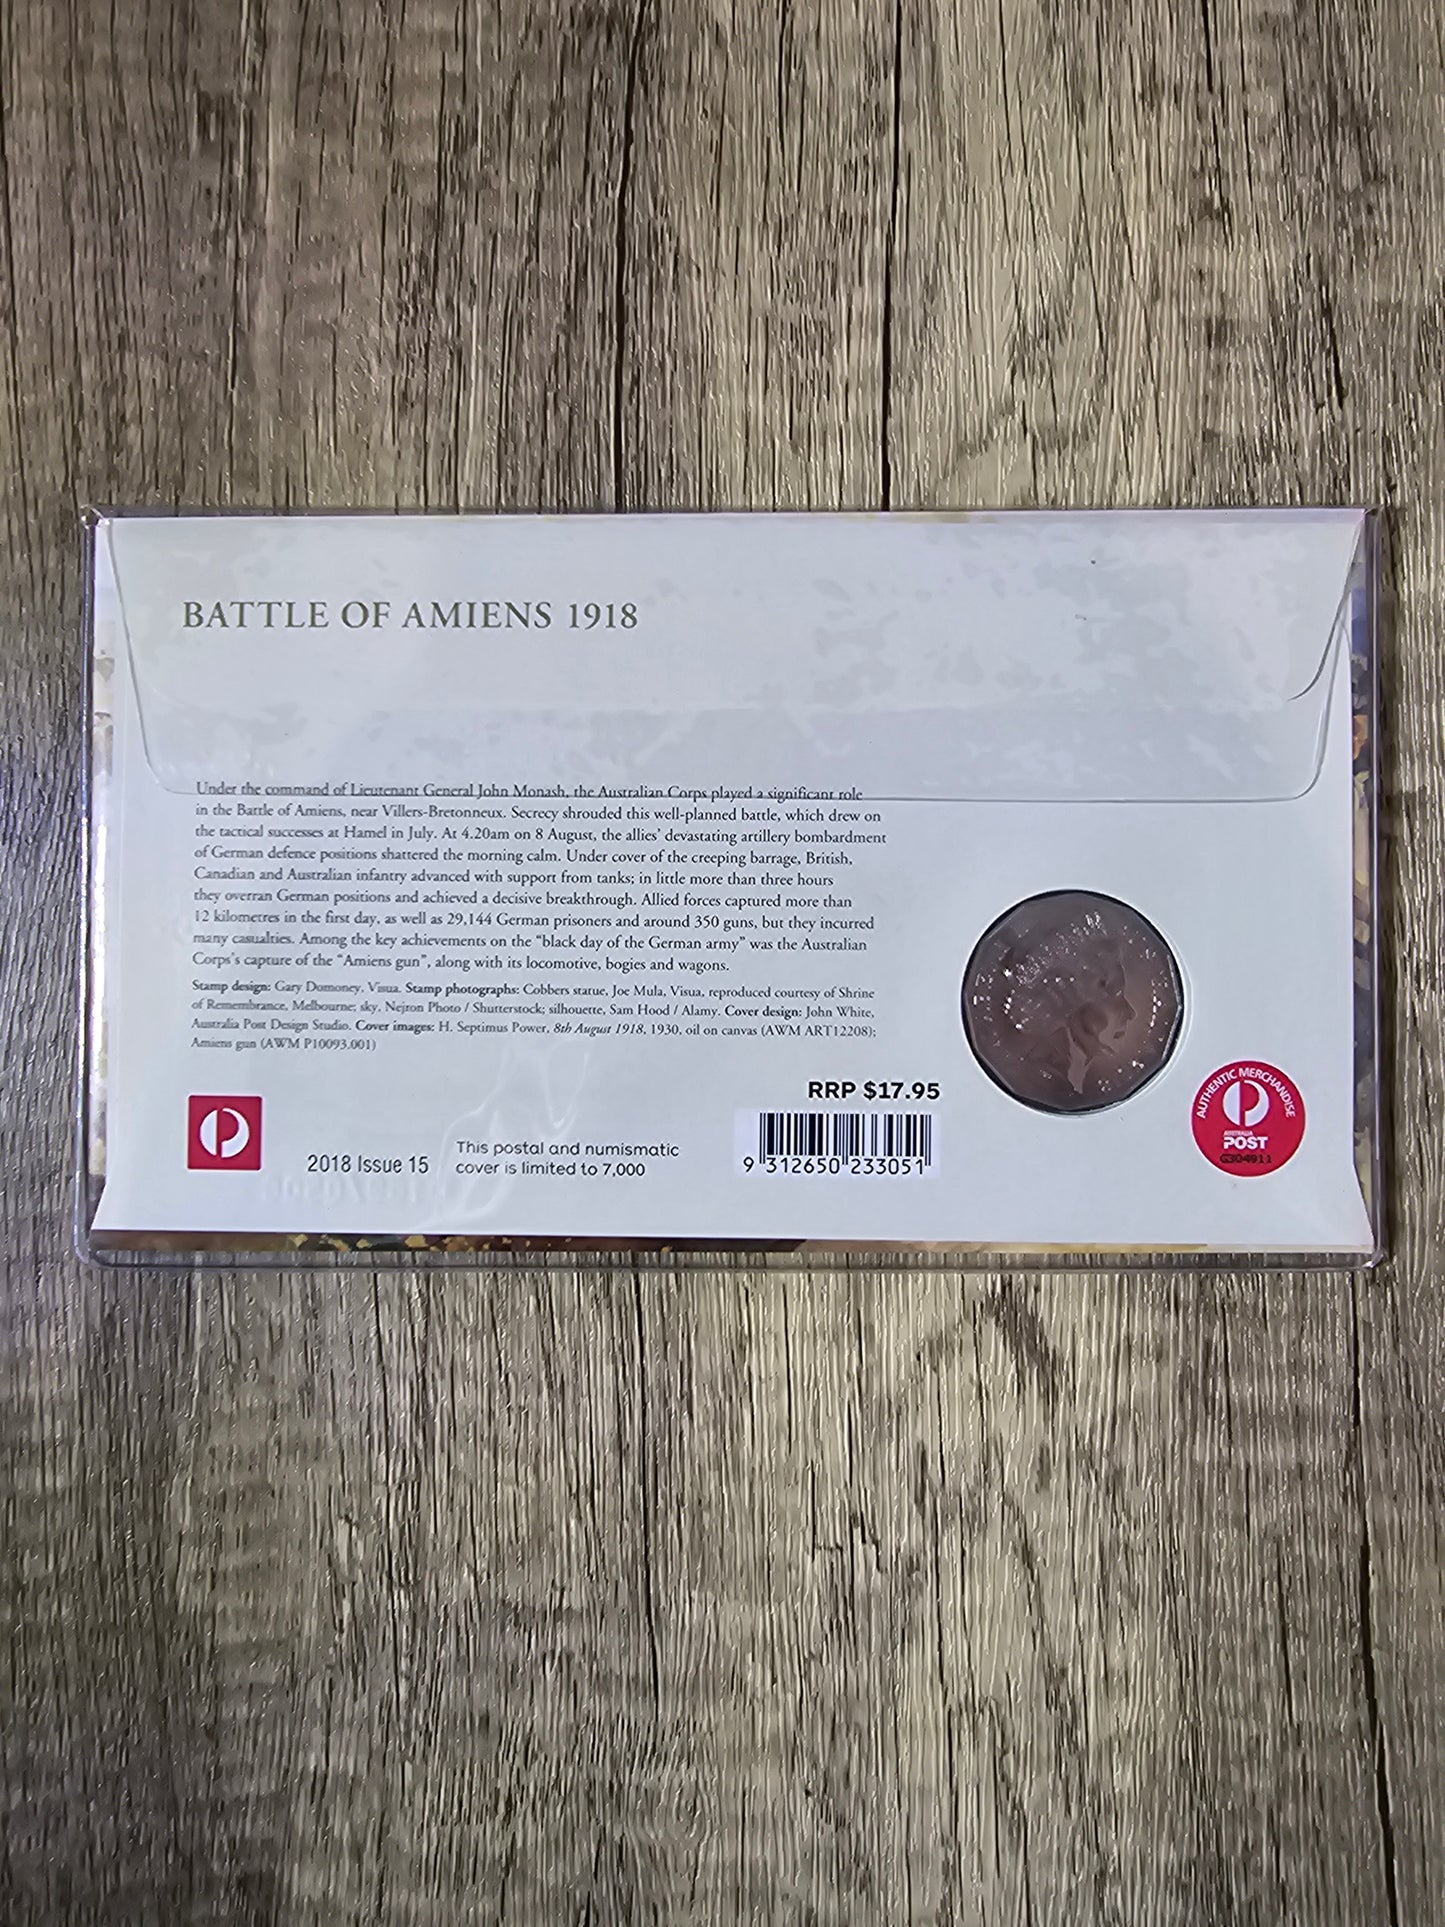 BATTLE OF AMIENS 1918
Under the command of Lieutenant General John Monash, the Australian Corps played a significant role
in the Battle of Amiens, near Villers-Bretonneux. Secrecy shrouded this well-planned battle, which drew on
the tactical successes at Hamel in July. At 4.20am on 8 August, the allies' devastating artillery bombardment
of German defence positions shattered the morning calm. Under cover of the creeping barrage, British,
Canadian and Australian infantry advanced with support from tanks; in little more than three hours
they overran German positions and achieved a decisive breakthrough. Allied forces captured more than
12 kilometres in the first day, as well as 29,144 German prisoners and around 350 guns, but they incurred
many casualties. Among the key achievements on the "black day of the German army" was the Australian
Corps's capture of the "Amiens gun", along with its locomotive, bogies and wagons.
Stamp design: Gary Domoney, Visua. Stamp photographs: Cobbers statue, Joe Mula, Visua, reproduced courtesy of Shrine
of Remembrance, Melbourne; sky, Nejron Photo / Shutterstock; silhouette, Sam Hood / Alamy. Cover design: John White,
Australia Post Design Studio. Cover images: H. Septimus Power, 8th August 1918, 1930, oil on canvas (AWM ART12208);
Amiens gun (AWM P10093.001)
RRP $17.95
2018 Issue 15
This postal and numismatic
cover is limited to 7,000
9 312650 233051
AUTHENTIC MERCHANDISE
AUSTRALIA
POST
G304911